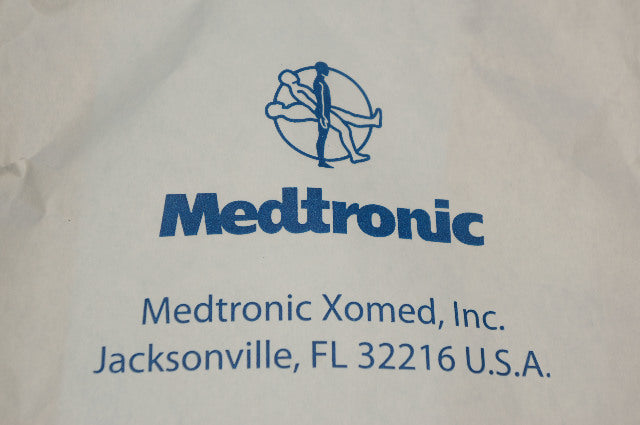 Medtronic
Medtronic Xomed, Inc.
Jacksonville, FL 32216 U.S.A.